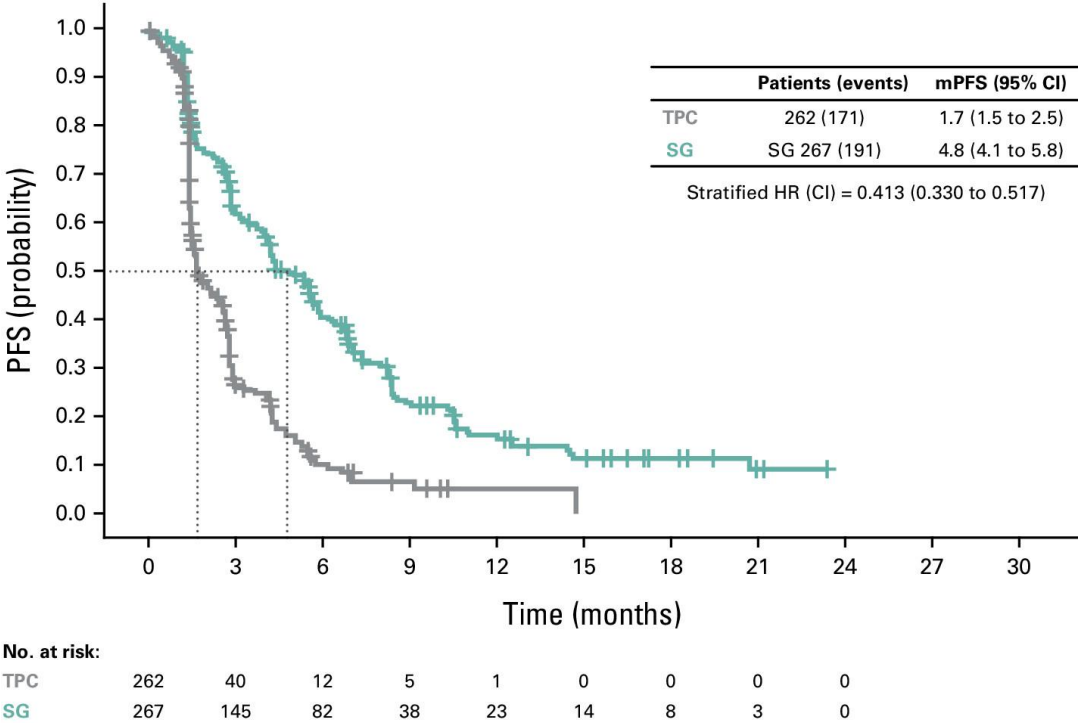 Patients (events) mPFS (95% CI)
TPC 262 (171) 1.7 (1.5 to 2.5)
SG SG 267 (191) 4.8 (4.1 to 5.8)
Stratified HR (CI) = 0.413 (0.330 to 0.517)
PFS (probability)
1.0
0.9
0.8
0.7
0.6
0.5
0.4
0.3
0.2
0.1
0.0
0 3 6 9 12 15 18 21 24 27 30
Time (months)
No. at risk:
TPC 262 40 12 5 1 0 0 0 0
SG 267 145 82 38 23 14 8 3 0